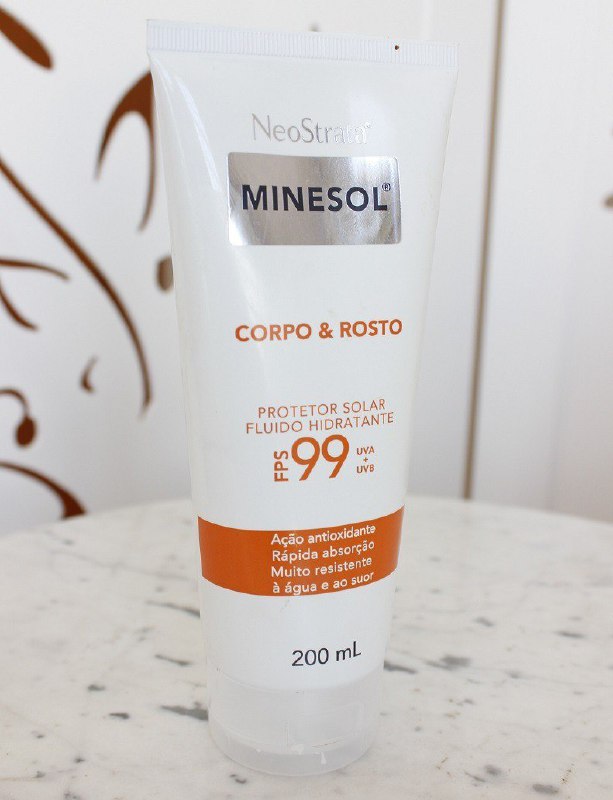 NeoStrata
MINESOL®
CORPO & ROSTO
PROTETOR SOLAR
FLUIDO HIDRATANTE
FPS 99 UVA
+
UVB
Ação antioxidante
Rápida absorção
Muito resistente
à água e ao suor
200 mL